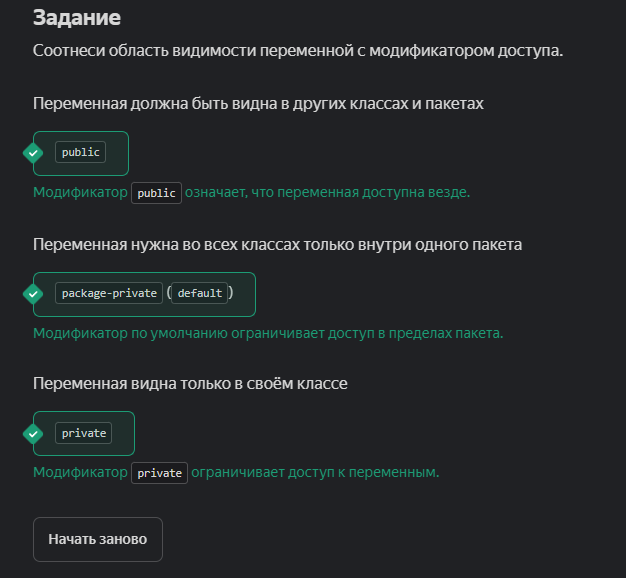 Задание
Соотнеси область видимости переменной с модификатором доступа.
Переменная должна быть видна в других классах и пакетах
public
Модификатор public означает, что переменная доступна везде.
Переменная нужна во всех классах только внутри одного пакета
package-private (default)
Модификатор по умолчанию ограничивает доступ в пределах пакета.
Переменная видна только в своём классе
private
Модификатор private ограничивает доступ к переменным.
Начать заново